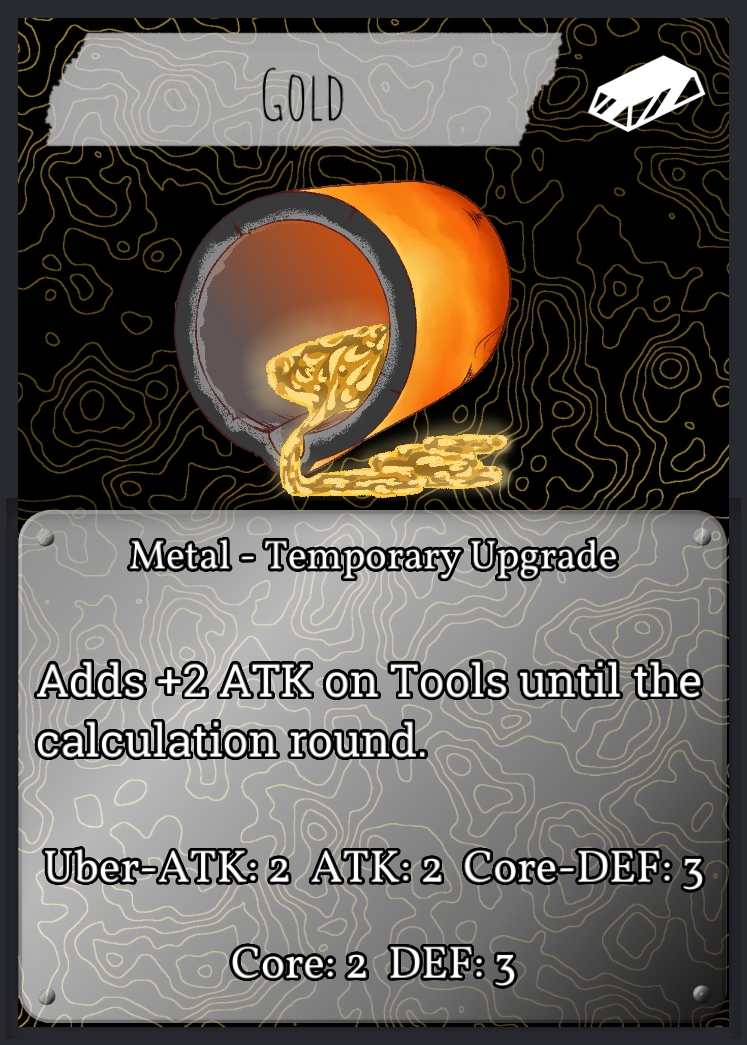 Gold
Metal - Temporary Upgrade
Adds +2 ATK on Tools until the
calculation round.
Uber-ATK: 2 ATK: 2 Core-DEF: 3
Core: 2 DEF: 3